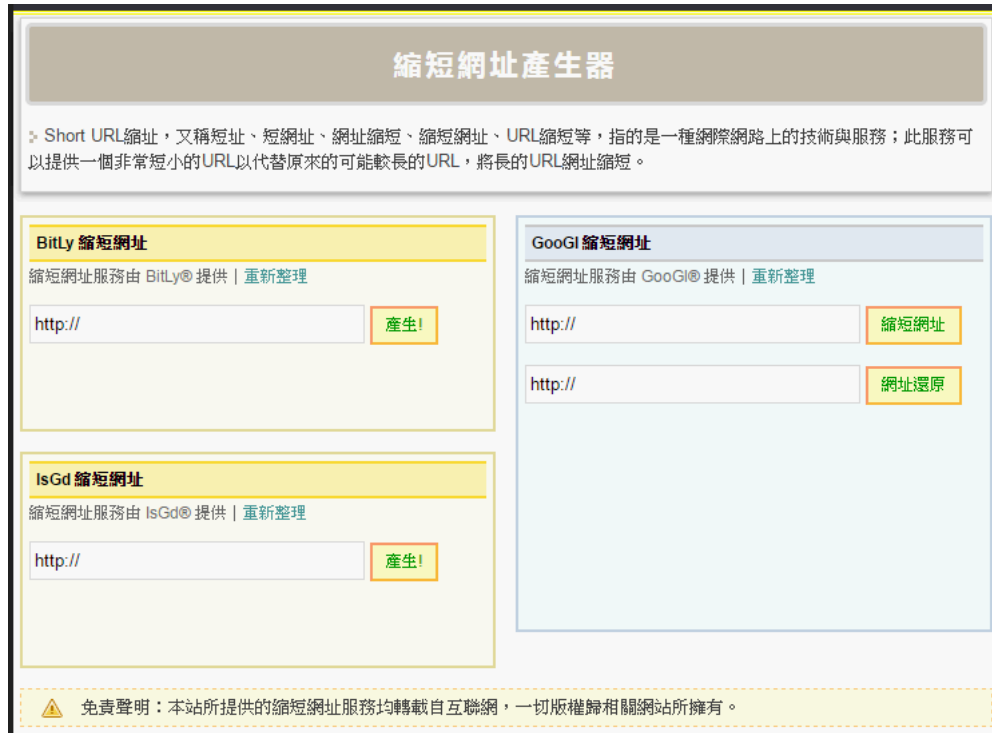 縮短網址產生器
Short URL縮址，又稱短址、短網址、網址縮短、縮短網址、URL縮短等，指的是一種網際網路上的技術與服務；此服務可
以提供一個非常短小的URL以代替原來的可能較長的URL，將長的URL網址縮短。
BitLy 縮短網址
縮短網址服務由 BitLy® 提供 | 重新整理
http://
產生!
IsGd 縮短網址
縮短網址服務由 IsGd® 提供 | 重新整理
http://
產生!
GooGl 縮短網址
縮短網址服務由 GooGl® 提供 | 重新整理
http://
縮短網址
http://
網址還原
免責聲明：本站所提供的縮短網址服務均轉載自互聯網，一切版權歸相關網站所擁有。